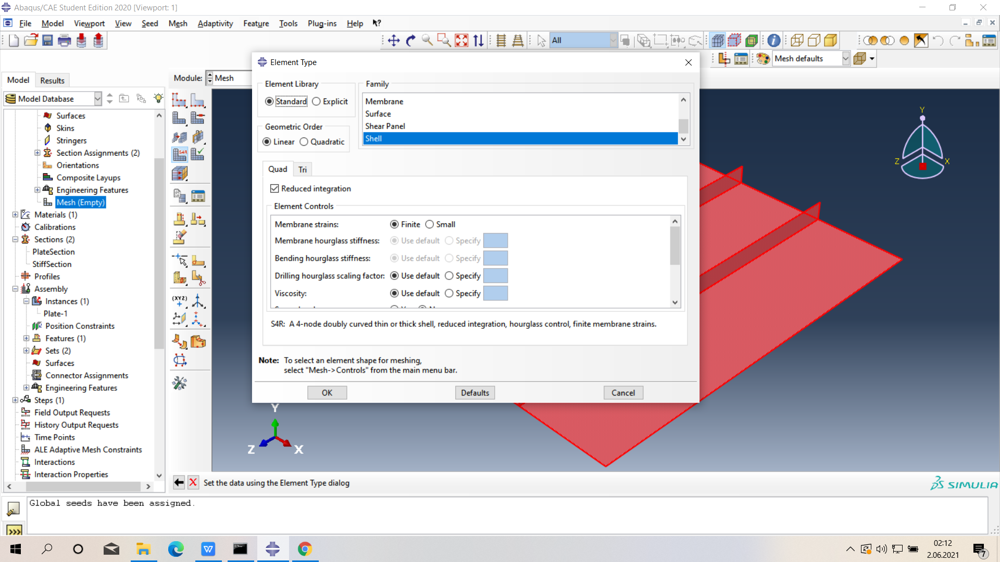 Abaqus/CAE Student Edition 2020 [Viewport: 1]
File Model Viewport View Seed Mesh Adaptivity Feature Tools Plug-ins Help
All
Mesh defaults
Model Results
Module: Mesh
Model Database
Surfaces
Skins
Stringers
Section Assignments (2)
Orientations
Composite Layups
Engineering Features
Mesh (Empty)
Materials (1)
Calibrations
Sections (2)
PlateSection
StiffSection
Profiles
Assembly
Instances (1)
Plate-1
Position Constraints
Features (1)
Sets (2)
Surfaces
Connector Assignments
Engineering Features
Steps (1)
Field Output Requests
History Output Requests
Time Points
ALE Adaptive Mesh Constraints
Interactions
Interaction Properties
S4R
(XYZ)
Element Type
Element Library
Standard Explicit
Family
Membrane
Surface
Shear Panel
Shell
Geometric Order
Linear Quadratic
Quad Tri
Reduced integration
Element Controls
Membrane strains: Finite Small
Membrane hourglass stiffness: Use default Specify
Bending hourglass stiffness: Use default Specify
Drilling hourglass scaling factor: Use default Specify
Viscosity: Use default Specify
S4R: A 4-node doubly curved thin or thick shell, reduced integration, hourglass control, finite membrane strains.
Note: To select an element shape for meshing,
select "Mesh->Controls" from the main menu bar.
OK Defaults Cancel
Y
Z X
Y
Z X
Set the data using the Element Type dialog
SIMULIA
Global seeds have been assigned.
>>>
02:12
2.06.2021
7